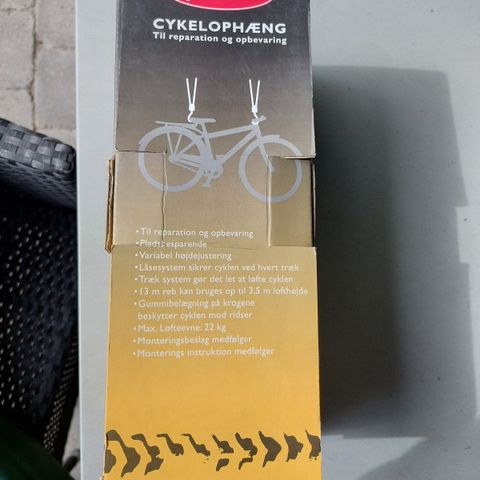 CYKELOPHÆNG
Til reparation og opbevaring
• Til reparation og opbevaring
• Pladsbesparende
• Variabel højdejustering
• Låsesystem sikrer cyklen ved hvert træk
• Træk system gør det let at løfte cyklen
• 13 m reb kan bruges op til 3,5 m lofthøjde
• Gummibelægning på krogene
beskytter cyklen mod ridser
• Max. Løfteevne: 22 kg
• Monteringsbeslag medfølger
• Monterings instruktion medfølger